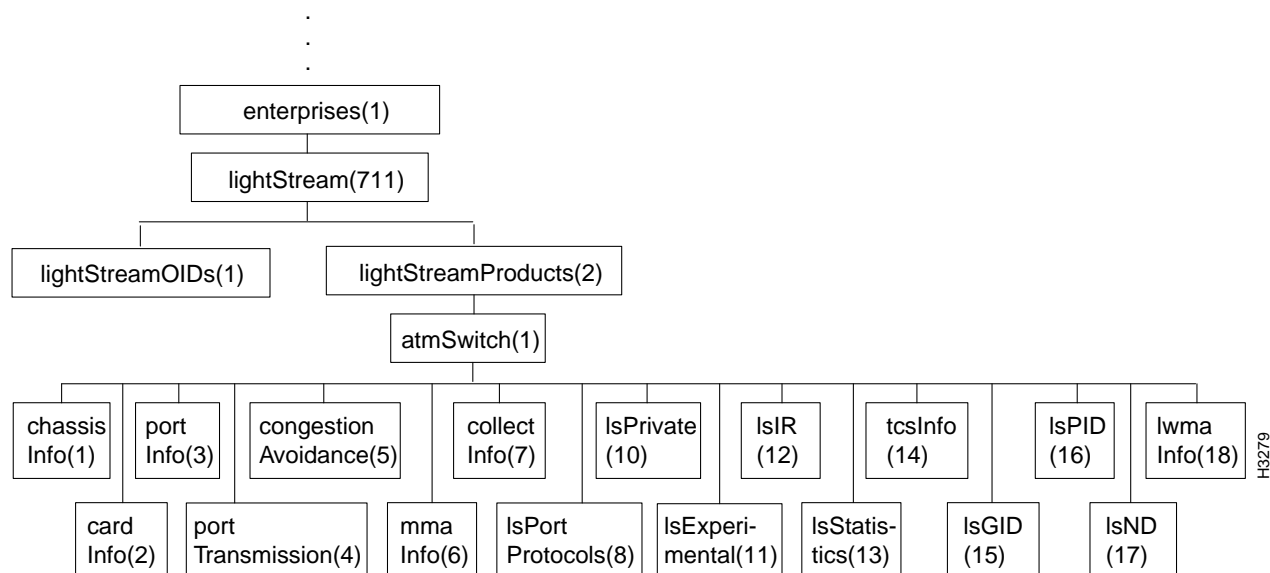 .
.
.
enterprises(1)
lightStream(711)
lightStreamOIDs(1)
lightStreamProducts(2)
atmSwitch(1)
chassis
Info(1)
port
Info(3)
congestion
Avoidance(5)
collect
Info(7)
lsPrivate
(10)
lsIR
(12)
tcsInfo
(14)
lsPID
(16)
lwma
Info(18)
card
Info(2)
port
Transmission(4)
mma
Info(6)
lsPort
Protocols(8)
lsExperi-
mental(11)
lsStatis-
tics(13)
lsGID
(15)
lsND
(17)
H3279